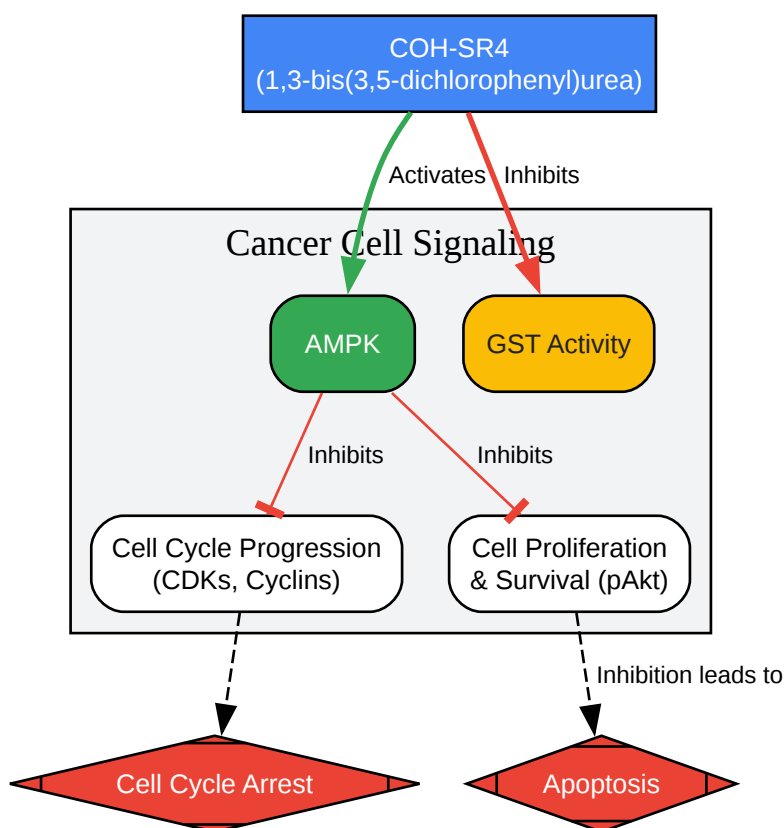 COH-SR4
(1,3-bis(3,5-dichlorophenyl)urea)
Activates
Inhibits
Cancer Cell Signaling
AMPK
GST Activity
Inhibits
Inhibits
Cell Cycle Progression
(CDKs, Cyclins)
Cell Proliferation
& Survival (pAkt)
Inhibition leads to
Cell Cycle Arrest
Apoptosis